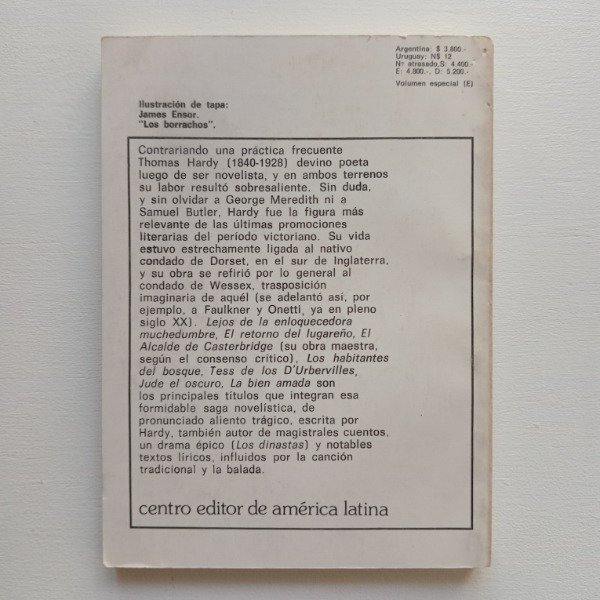 Argentina: $ 3.800.-
Uruguay: N$ 12
Nº atrasado, S: 4.400.-
E: 4.800.-, D: 5.200.-
Volumen especial (E)
Ilustración de tapa:
James Ensor.
"Los borrachos".
Contrariando una práctica frecuente
Thomas Hardy (1840-1928) devino poeta
luego de ser novelista, y en ambos terrenos
su labor resultó sobresaliente. Sin duda,
y sin olvidar a George Meredith ni a
Samuel Butler, Hardy fue la figura más
relevante de las últimas promociones
literarias del período victoriano. Su vida
estuvo estrechamente ligada al nativo
condado de Dorset, en el sur de Inglaterra,
y su obra se refirió por lo general al
condado de Wessex, trasposición
imaginaria de aquél (se adelantó así, por
ejemplo, a Faulkner y Onetti, ya en pleno
siglo XX). Lejos de la enloquecedora
muchedumbre, El retorno del lugareño, El
Alcalde de Casterbridge (su obra maestra,
según el consenso crítico), Los habitantes
del bosque, Tess de los D'Urbervilles,
Jude el oscuro, La bien amada son
los principales títulos que integran esa
formidable saga novelística, de
pronunciado aliento trágico, escrita por
Hardy, también autor de magistrales cuentos,
un drama épico (Los dinastas) y notables
textos líricos, influidos por la canción
tradicional y la balada.
centro editor de américa latina